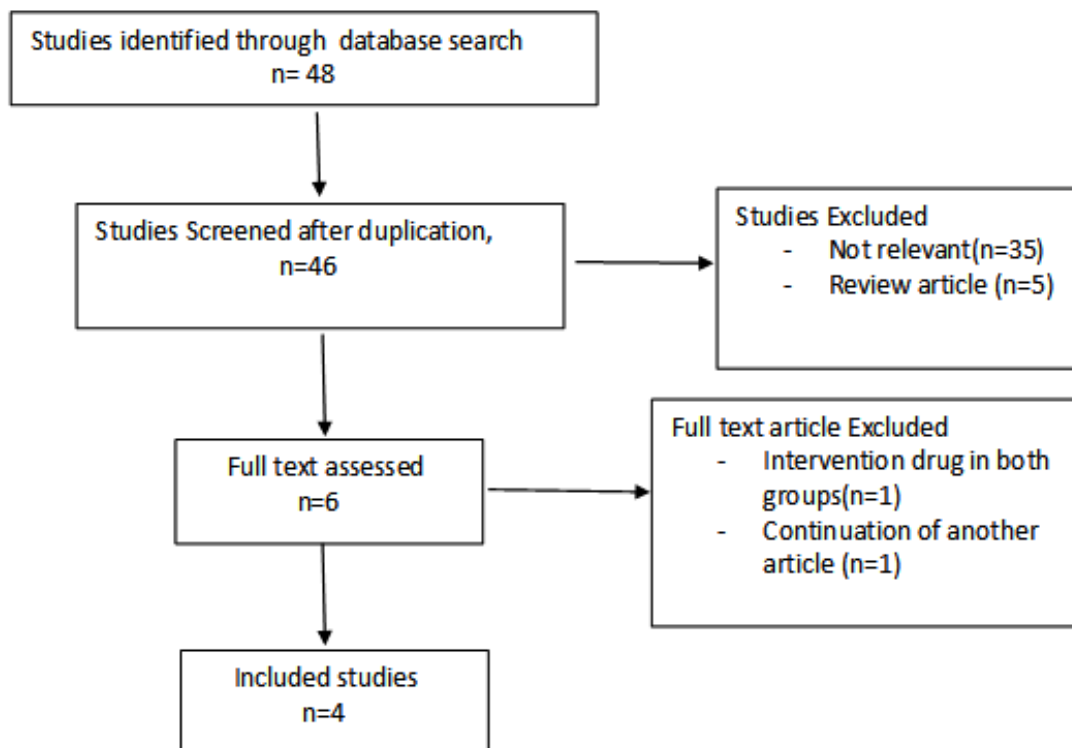 Studies identified through database search
n= 48
Studies Screened after duplication,
n=46
Studies Excluded
- Not relevant(n=35)
- Review article (n=5)
Full text assessed
n=6
Full text article Excluded
- Intervention drug in both
groups(n=1)
- Continuation of another
article (n=1)
Included studies
n=4